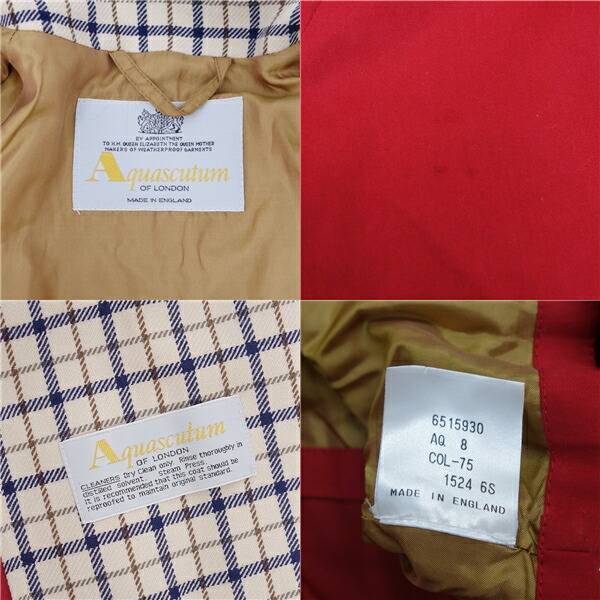 BY APPOINTMENT
TO H.M. QUEEN ELIZABETH THE QUEEN MOTHER
MAKERS OF WEATHERPROOF GARMENTS
Aquascutum
OF LONDON
MADE IN ENGLAND
Aquascutum
OF LONDON
CLEANERS Dry Clean only. Rinse thoroughly in
distilled solvent. Steam Press.
It is recommended that this coat should be
reproofed to maintain original standard.
6515930
AQ 8
COL-75
1524 6S
MADE IN ENGLAND